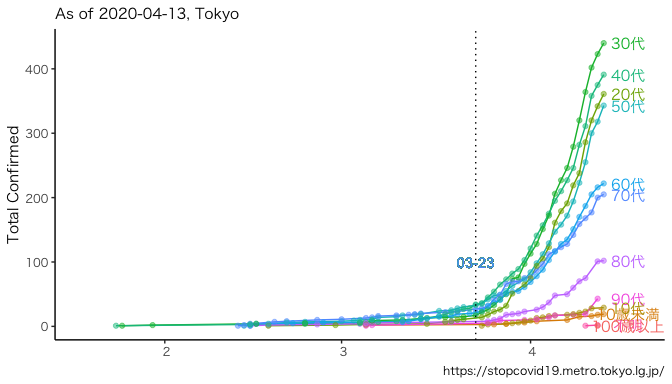 As of 2020-04-13, Tokyo
Total Confirmed
400
300
200
100
0
03-23
30代
40代
20代
50代
60代
70代
80代
90代
2
3
4
https://stopcovid19.metro.tokyo.lg.jp/